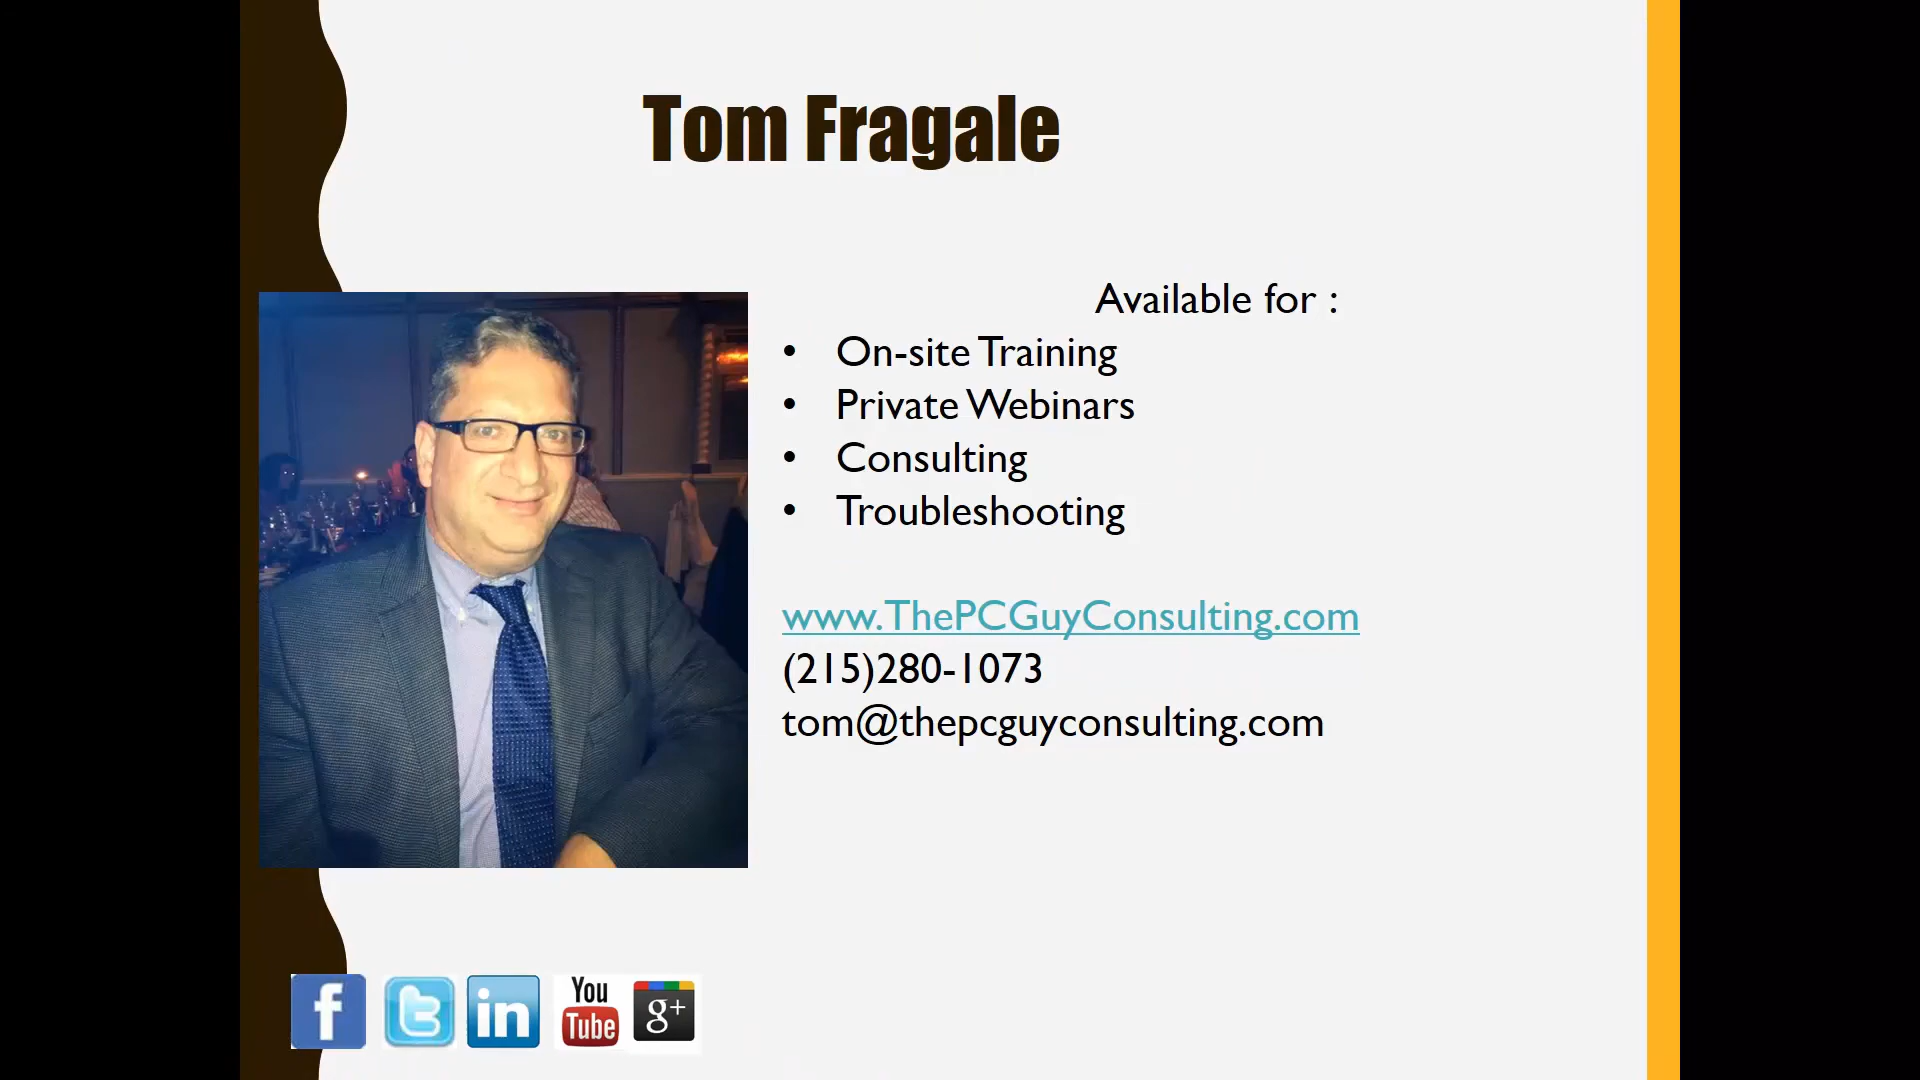 Tom Fragale
Available for :
• On-site Training
• Private Webinars
• Consulting
• Troubleshooting
www.ThePCGuyConsulting.com
(215)280-1073
tom@thepcguyconsulting.com
f
t
in
You
Tube
g+